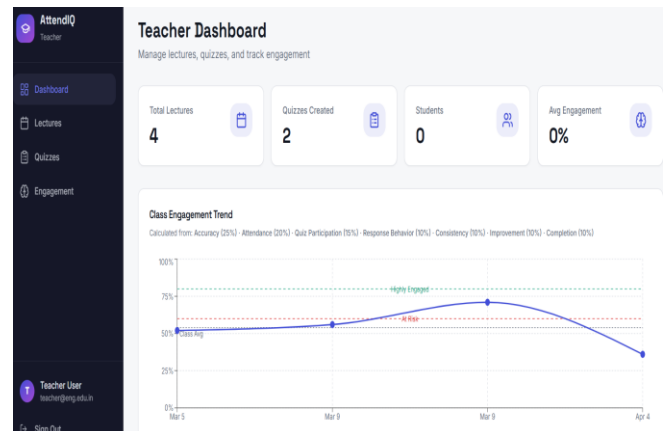 AttendIQ
Teacher
Dashboard
Lectures
Quizzes
Engagement
Teacher User
teacher@eng.edu.in
Sign Out
Teacher Dashboard
Manage lectures, quizzes, and track engagement
Total Lectures
4
Quizzes Created
2
Students
0
Avg Engagement
0%
Class Engagement Trend
Calculated from: Accuracy (25%) · Attendance (20%) · Quiz Participation (15%) · Response Behavior (10%) · Consistency (10%) · Improvement (10%) · Completion (10%)
100%
75%
50%
25%
0%
Highly Engaged
At Risk
Class Avg
Mar 5
Mar 9
Mar 9
Apr 4
T